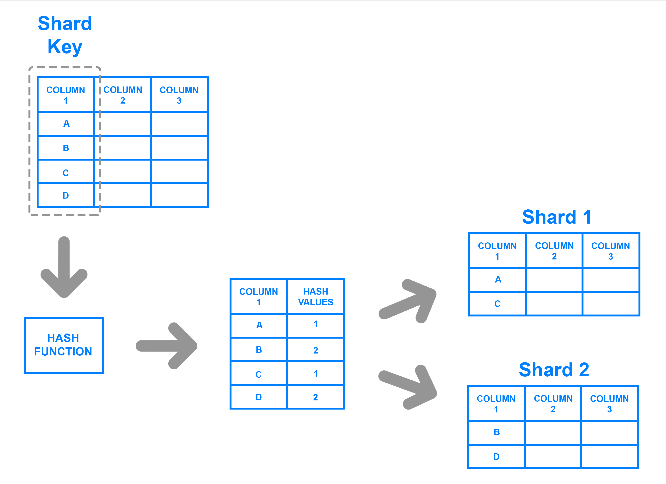 Shard
Key
COLUMN
1
COLUMN
2
COLUMN
3
A
B
C
D
HASH
FUNCTION
COLUMN
1
HASH
VALUES
A
1
B
2
C
1
D
2
Shard 1
COLUMN
1
COLUMN
2
COLUMN
3
A
C
Shard 2
COLUMN
1
COLUMN
2
COLUMN
3
B
D